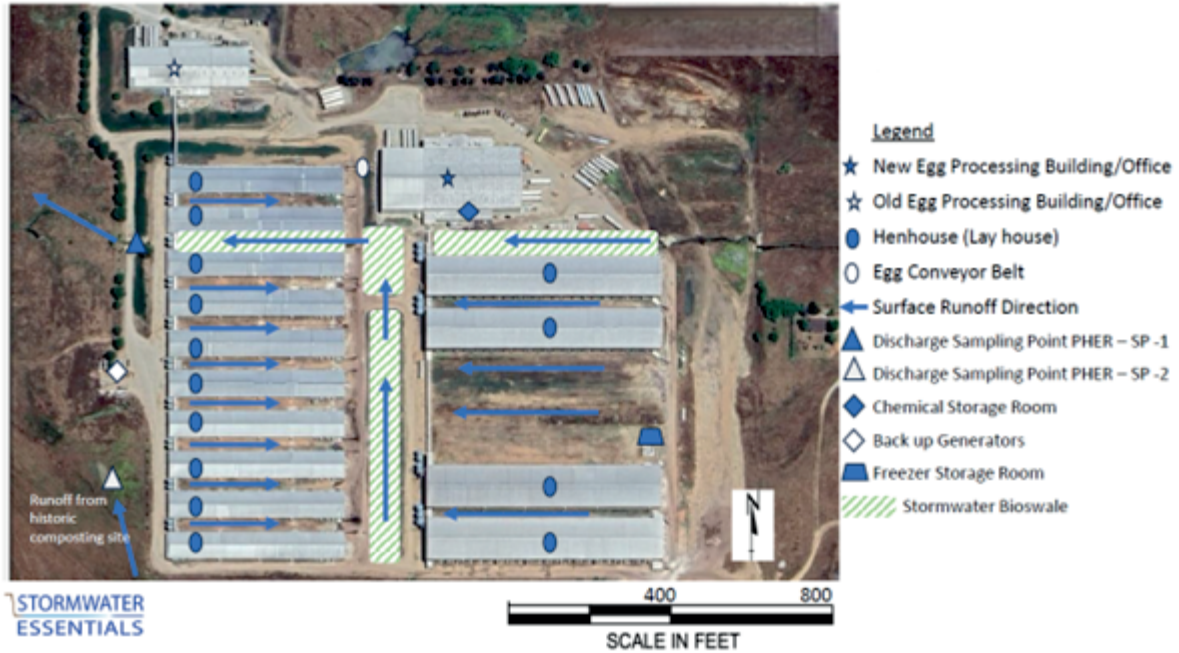 Legend
New Egg Processing Building/Office
Old Egg Processing Building/Office
Henhouse (Lay house)
Egg Conveyor Belt
Surface Runoff Direction
Discharge Sampling Point PHER – SP -1
Discharge Sampling Point PHER – SP -2
Chemical Storage Room
Back up Generators
Freezer Storage Room
Stormwater Bioswale
Runoff from
historic
composting site
N
STORMWATER
ESSENTIALS
400 800
SCALE IN FEET